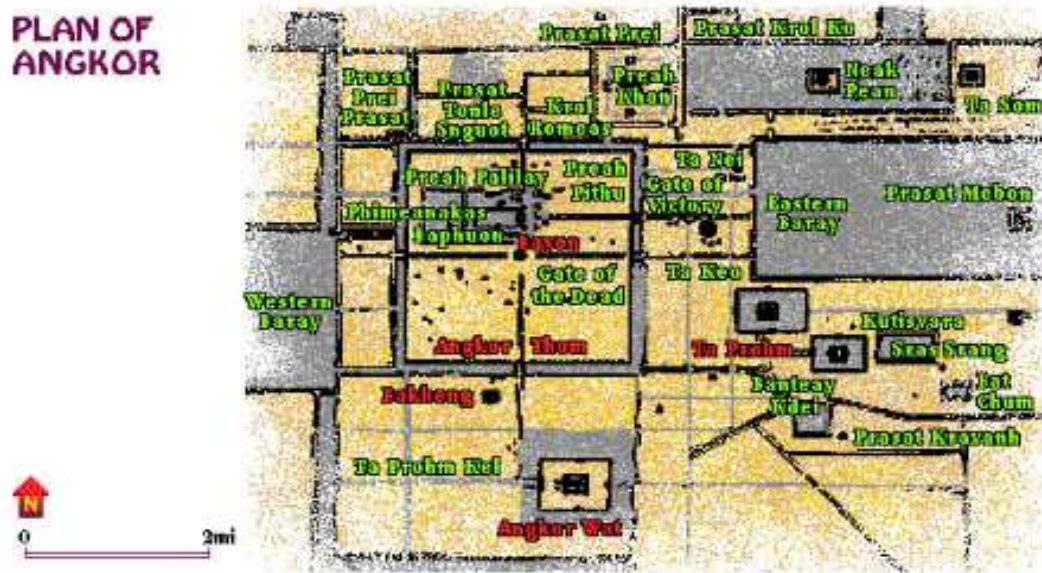 PLAN OF
ANGKOR
Prasat Prei
Prasat Krol Ko
Prasat
Prei
Prasat
Prasat
Tonle
Snguot
Krol
Romeas
Preah
Khan
Neak
Pean
Ta Som
Preah Palilay
Preah
Pithu
Ta Nei
Gate of
Victory
Phimeanakas
Baphuon
Bayon
Eastern
Baray
Prasat Mebon
Gate of
the Dead
Ta Keo
Western
Baray
Angkor Thom
Ta Prohm
Kutisvara
Sras Srang
Bakheng
Banteay
Kdei
Bat
Chum
Prasat Kravanh
Ta Prohm Kel
Angkor Wat
N
0 2mi